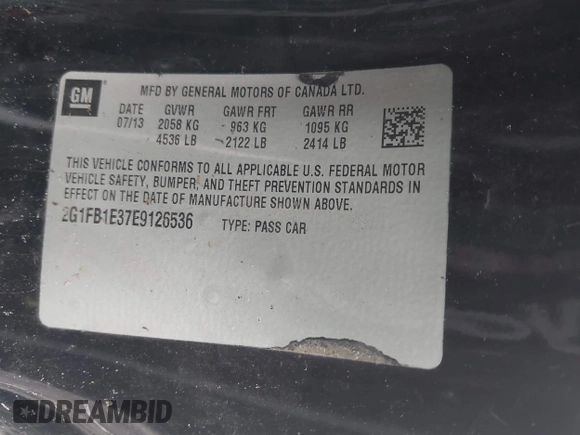 GM
MFD BY GENERAL MOTORS OF CANADA LTD.
DATE GVWR GAWR FRT GAWR RR
07/13 2058 KG 963 KG 1095 KG
4536 LB 2122 LB 2414 LB
THIS VEHICLE CONFORMS TO ALL APPLICABLE U.S. FEDERAL MOTOR
VEHICLE SAFETY, BUMPER, AND THEFT PREVENTION STANDARDS IN
EFFECT ON THE DATE OF MANUFACTURE SHOWN ABOVE.
2G1FB1E37E9126536 TYPE: PASS CAR
DREAMBID